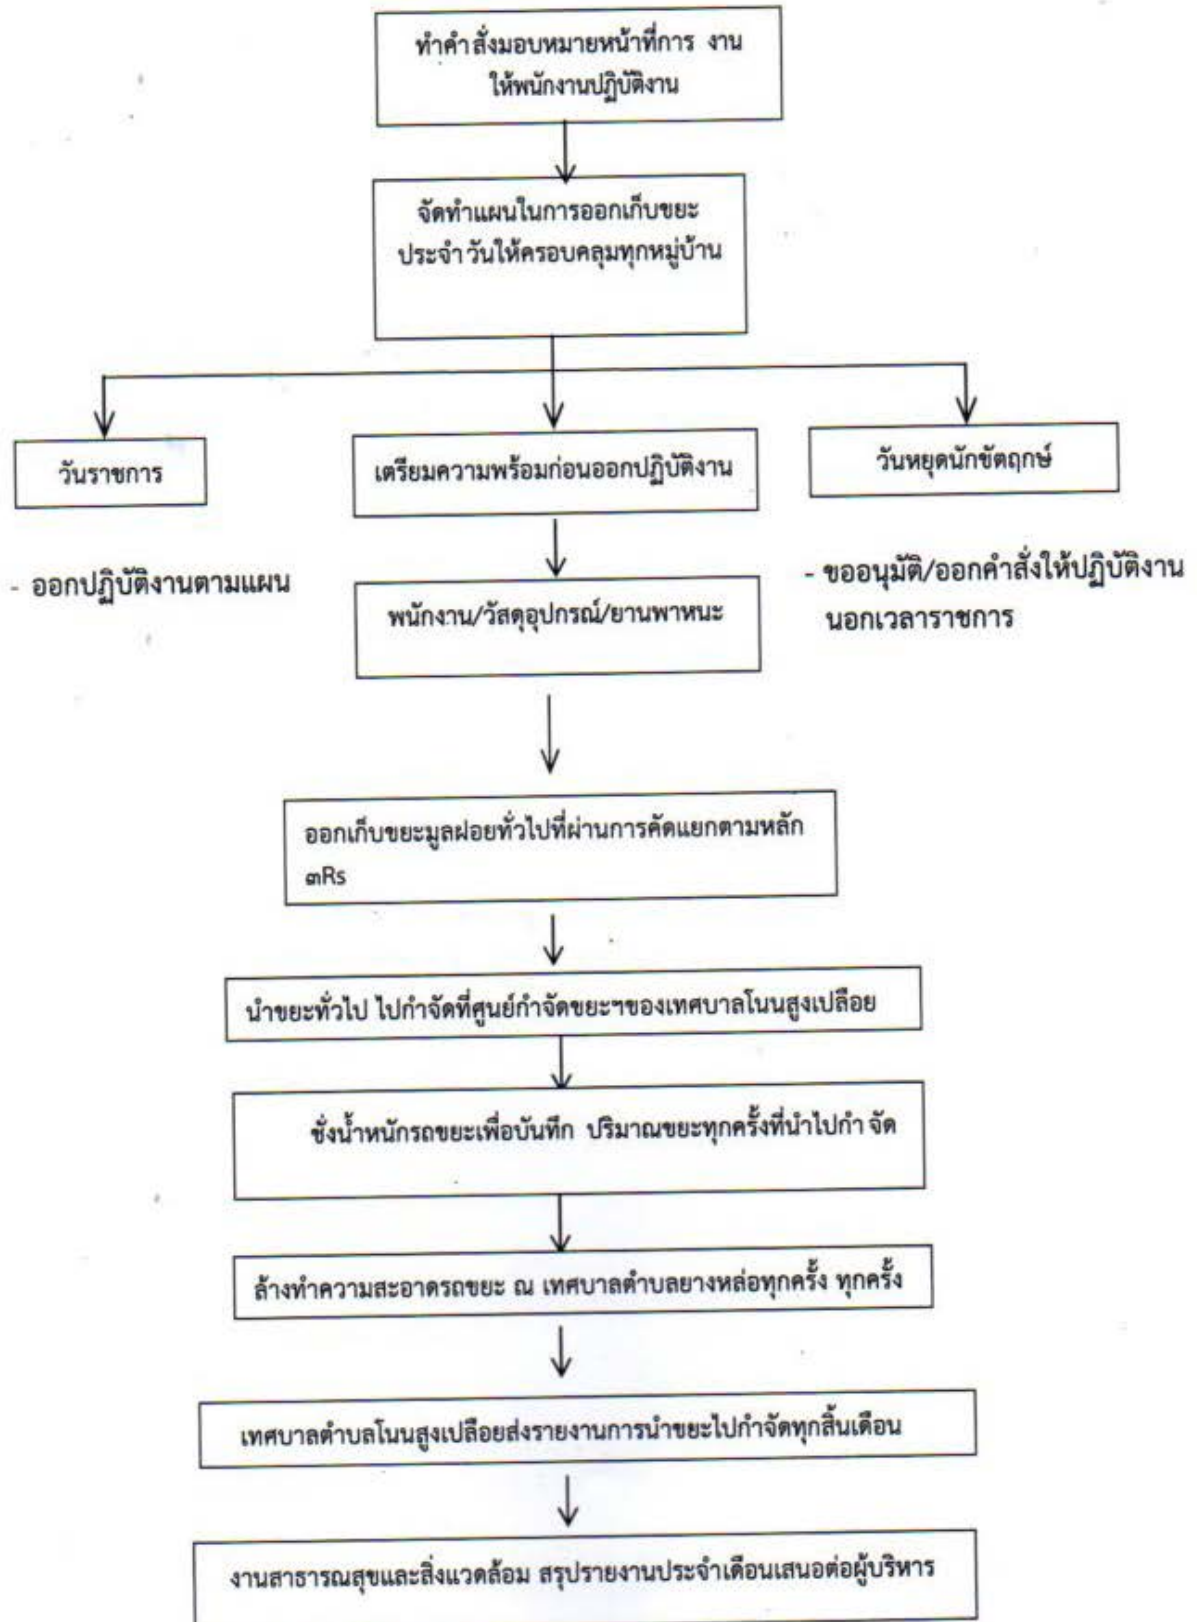 ทำคำสั่งมอบหมายหน้าที่การ งาน
ให้พนักงานปฏิบัติงาน
จัดทำแผนในการออกเก็บขยะ
ประจำวันให้ครอบคลุมทุกหมู่บ้าน
วันราชการ
เตรียมความพร้อมก่อนออกปฏิบัติงาน
วันหยุดนักขัตฤกษ์
- ออกปฏิบัติงานตามแผน
พนักงาน/วัสดุอุปกรณ์/ยานพาหนะ
- ขออนุมัติ/ออกคำสั่งให้ปฏิบัติงาน
นอกเวลาราชการ
ออกเก็บขยะมูลฝอยทั่วไปที่ผ่านการคัดแยกตามหลัก
๓Rs
นำขยะทั่วไป ไปกำจัดที่ศูนย์กำจัดขยะฯของเทศบาลโนนสูงเปลือย
ชั่งน้ำหนักรถขยะเพื่อบันทึก ปริมาณขยะทุกครั้งที่นำไปกำจัด
ล้างทำความสะอาดรถขยะ ณ เทศบาลตำบลยางหล่อทุกครั้ง ทุกครั้ง
เทศบาลตำบลโนนสูงเปลือยส่งรายงานการนำขยะไปกำจัดทุกสิ้นเดือน
งานสาธารณสุขและสิ่งแวดล้อม สรุปรายงานประจำเดือนเสนอต่อผู้บริหาร